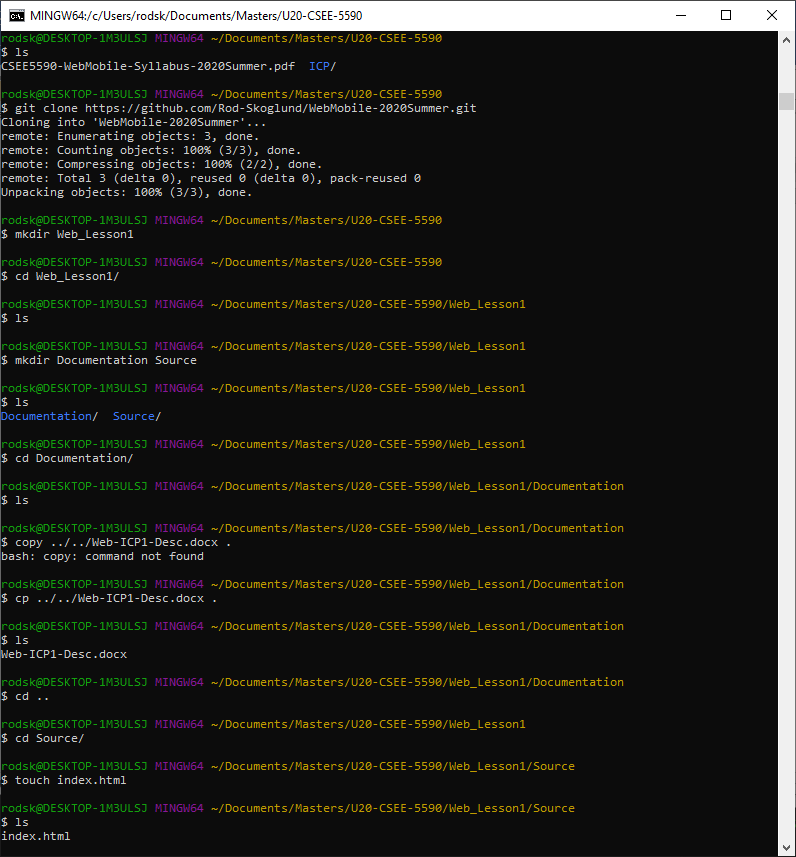 MINGW64:/c/Users/rodsk/Documents/Masters/U20-CSEE-5590
rodsk@DESKTOP-1M3ULSJ MINGW64 ~/Documents/Masters/U20-CSEE-5590
$ ls
CSEE5590-WebMobile-Syllabus-2020Summer.pdf  ICP/
rodsk@DESKTOP-1M3ULSJ MINGW64 ~/Documents/Masters/U20-CSEE-5590
$ git clone https://github.com/Rod-Skoglund/WebMobile-2020Summer.git
Cloning into 'WebMobile-2020Summer'...
remote: Enumerating objects: 3, done.
remote: Counting objects: 100% (3/3), done.
remote: Compressing objects: 100% (2/2), done.
remote: Total 3 (delta 0), reused 0 (delta 0), pack-reused 0
Unpacking objects: 100% (3/3), done.
rodsk@DESKTOP-1M3ULSJ MINGW64 ~/Documents/Masters/U20-CSEE-5590
$ mkdir Web_Lesson1
rodsk@DESKTOP-1M3ULSJ MINGW64 ~/Documents/Masters/U20-CSEE-5590
$ cd Web_Lesson1/
rodsk@DESKTOP-1M3ULSJ MINGW64 ~/Documents/Masters/U20-CSEE-5590/Web_Lesson1
$ ls
rodsk@DESKTOP-1M3ULSJ MINGW64 ~/Documents/Masters/U20-CSEE-5590/Web_Lesson1
$ mkdir Documentation Source
rodsk@DESKTOP-1M3ULSJ MINGW64 ~/Documents/Masters/U20-CSEE-5590/Web_Lesson1
$ ls
Documentation/  Source/
rodsk@DESKTOP-1M3ULSJ MINGW64 ~/Documents/Masters/U20-CSEE-5590/Web_Lesson1
$ cd Documentation/
rodsk@DESKTOP-1M3ULSJ MINGW64 ~/Documents/Masters/U20-CSEE-5590/Web_Lesson1/Documentation
$ ls
rodsk@DESKTOP-1M3ULSJ MINGW64 ~/Documents/Masters/U20-CSEE-5590/Web_Lesson1/Documentation
$ copy ../../Web-ICP1-Desc.docx .
bash: copy: command not found
rodsk@DESKTOP-1M3ULSJ MINGW64 ~/Documents/Masters/U20-CSEE-5590/Web_Lesson1/Documentation
$ cp ../../Web-ICP1-Desc.docx .
rodsk@DESKTOP-1M3ULSJ MINGW64 ~/Documents/Masters/U20-CSEE-5590/Web_Lesson1/Documentation
$ ls
Web-ICP1-Desc.docx
rodsk@DESKTOP-1M3ULSJ MINGW64 ~/Documents/Masters/U20-CSEE-5590/Web_Lesson1/Documentation
$ cd ..
rodsk@DESKTOP-1M3ULSJ MINGW64 ~/Documents/Masters/U20-CSEE-5590/Web_Lesson1
$ cd Source/
rodsk@DESKTOP-1M3ULSJ MINGW64 ~/Documents/Masters/U20-CSEE-5590/Web_Lesson1/Source
$ touch index.html
rodsk@DESKTOP-1M3ULSJ MINGW64 ~/Documents/Masters/U20-CSEE-5590/Web_Lesson1/Source
$ ls
index.html